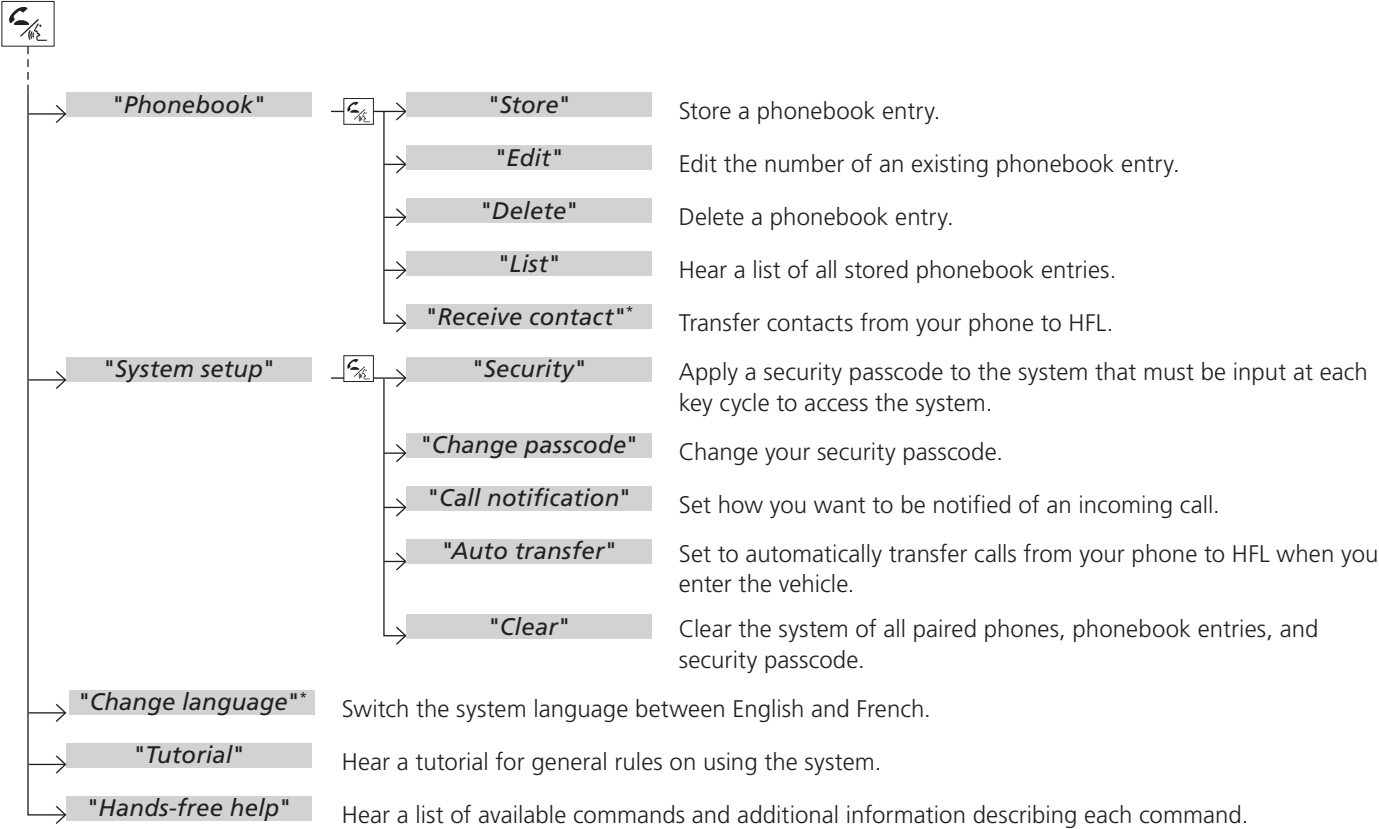 "Phonebook"
"Store"
Store a phonebook entry.
"Edit"
Edit the number of an existing phonebook entry.
"Delete"
Delete a phonebook entry.
"List"
Hear a list of all stored phonebook entries.
"Receive contact"*
Transfer contacts from your phone to HFL.
"System setup"
"Security"
Apply a security passcode to the system that must be input at each
key cycle to access the system.
"Change passcode"
Change your security passcode.
"Call notification"
Set how you want to be notified of an incoming call.
"Auto transfer"
Set to automatically transfer calls from your phone to HFL when you
enter the vehicle.
"Clear"
Clear the system of all paired phones, phonebook entries, and
security passcode.
"Change language"*
Switch the system language between English and French.
"Tutorial"
Hear a tutorial for general rules on using the system.
"Hands-free help"
Hear a list of available commands and additional information describing each command.